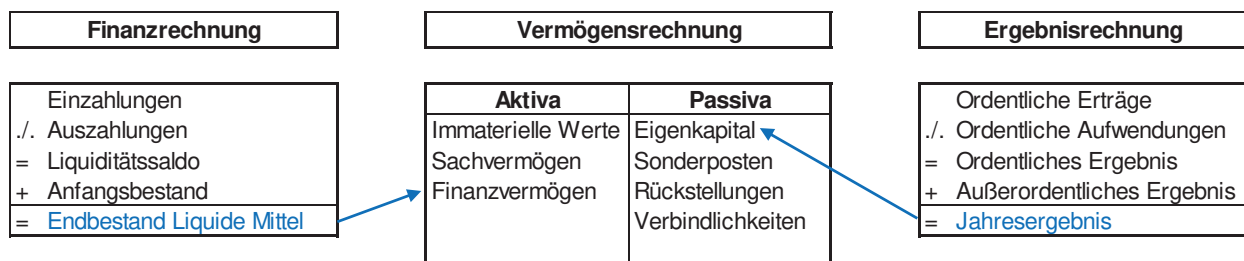 Finanzrechnung
Einzahlungen
./. Auszahlungen
= Liquiditätssaldo
+ Anfangsbestand
= Endbestand Liquide Mittel
Vermögensrechnung
Aktiva Passiva
Immaterielle Werte Eigenkapital
Sachvermögen Sonderposten
Finanzvermögen Rückstellungen
Verbindlichkeiten
Ergebnisrechnung
Ordentliche Erträge
./. Ordentliche Aufwendungen
= Ordentliches Ergebnis
+ Außerordentliches Ergebnis
= Jahresergebnis